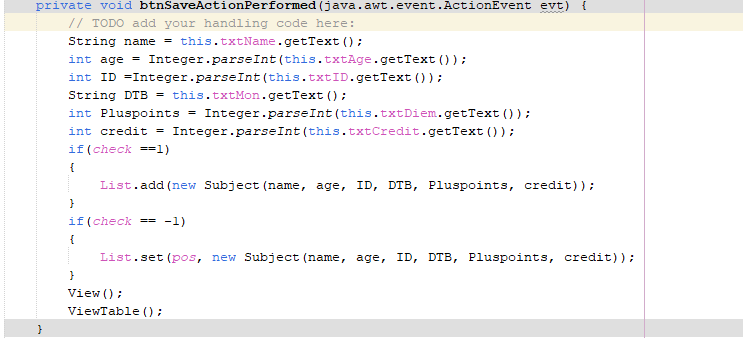 private void btnSaveActionPerformed(java.awt.event.ActionEvent evt) {
// TODO add your handling code here:
String name = this.txtName.getText();
int age = Integer.parseInt(this.txtAge.getText());
int ID =Integer.parseInt(this.txtID.getText());
String DTB = this.txtMon.getText();
int Pluspoints = Integer.parseInt(this.txtDiem.getText());
int credit = Integer.parseInt(this.txtCredit.getText());
if(check ==1)
{
List.add(new Subject(name, age, ID, DTB, Pluspoints, credit));
}
if(check == -1)
{
List.set(pos, new Subject(name, age, ID, DTB, Pluspoints, credit));
}
View();
ViewTable();
}